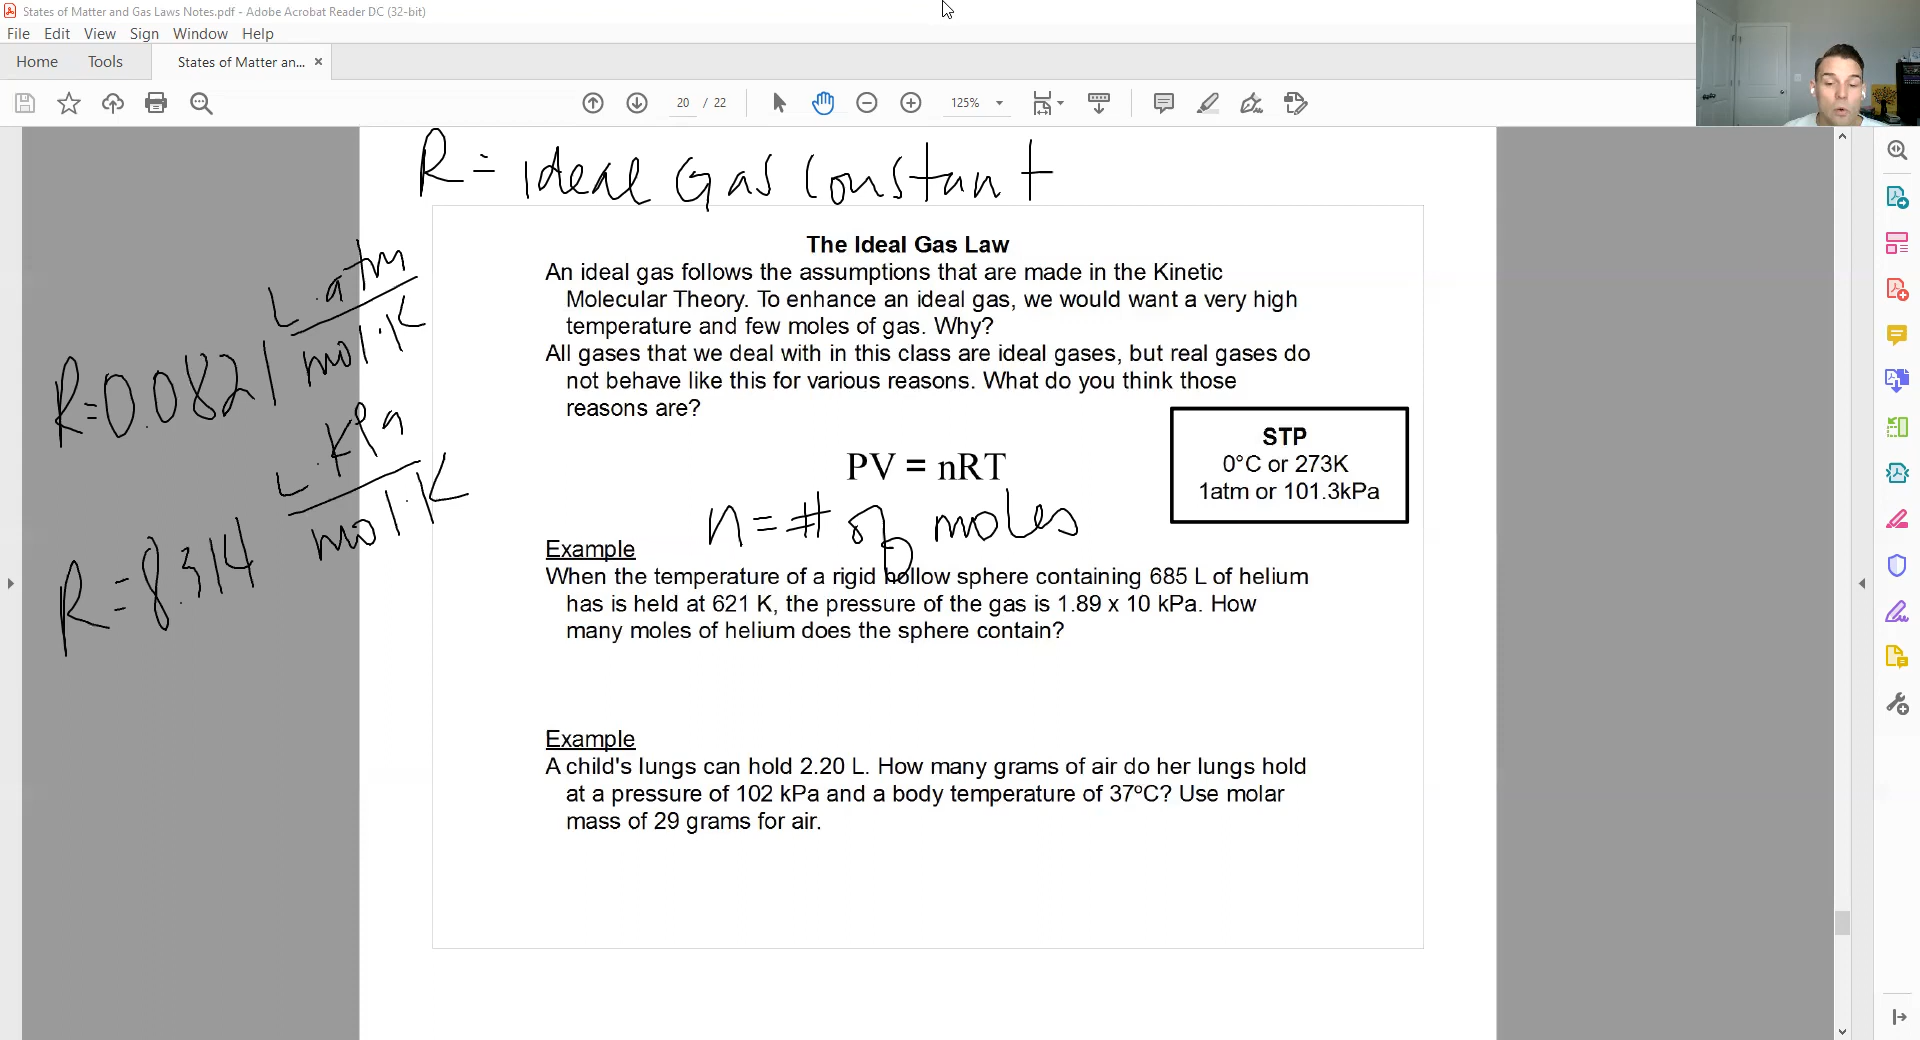 States of Matter and Gas Laws Notes.pdf - Adobe Acrobat Reader DC (32-bit)
File Edit View Sign Window Help
Home Tools States of Matter an... ×
20 / 22 125%
R = ideal Gas Constant
The Ideal Gas Law
An ideal gas follows the assumptions that are made in the Kinetic
Molecular Theory. To enhance an ideal gas, we would want a very high
temperature and few moles of gas. Why?
All gases that we deal with in this class are ideal gases, but real gases do
not behave like this for various reasons. What do you think those
reasons are?
R=0.0821 L·atm
mol·K
R=8.314 L·kPa
mol·K
PV = nRT
STP
0°C or 273K
1atm or 101.3kPa
n = # of moles
Example
When the temperature of a rigid hollow sphere containing 685 L of helium
has is held at 621 K, the pressure of the gas is 1.89 x 10 kPa. How
many moles of helium does the sphere contain?
Example
A child's lungs can hold 2.20 L. How many grams of air do her lungs hold
at a pressure of 102 kPa and a body temperature of 37ºC? Use molar
mass of 29 grams for air.